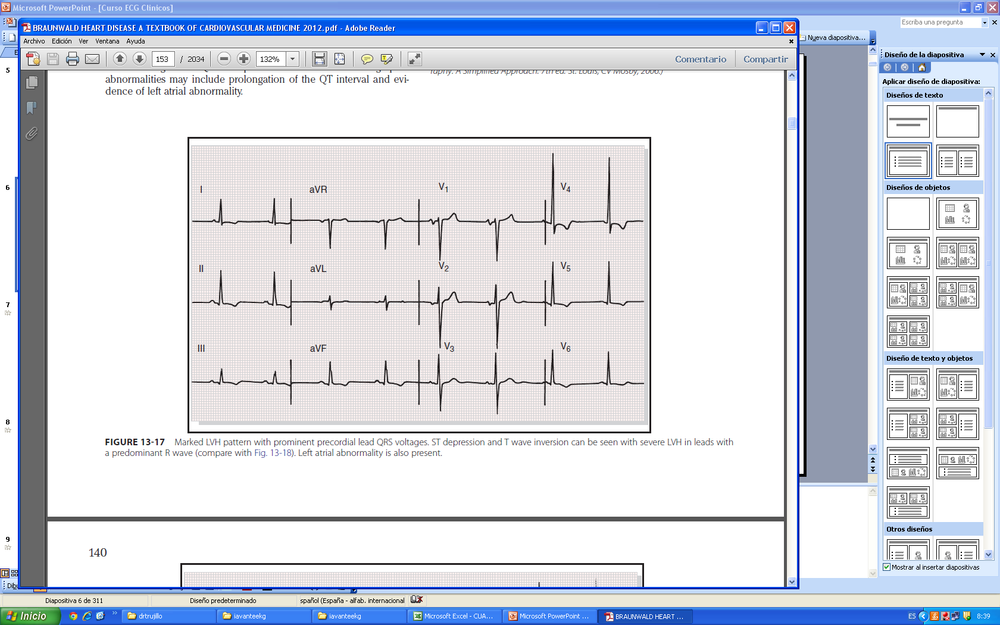 Microsoft PowerPoint - [Curso ECG Clinicos]
Escriba una pregunta
BRAUNWALD HEART DISEASE A TEXTBOOK OF CARDIOVASCULAR MEDICINE 2012.pdf - Adobe Reader
Archivo Edición Ver Ventana Ayuda
Nueva diapositiva...
153 / 2034 132%
Comentario Compartir
Diseño de la diapositiva
Aplicar diseño de diapositiva:
Diseños de texto
Diseños de objetos
Diseño de texto y objetos
Otros diseños
Mostrar al insertar diapositivas
5
6
7
8
9
raphy: A Simplified Approach. 7th ed. St. Louis, CV Mosby, 2006.)
abnormalities may include prolongation of the QT interval and evi-
dence of left atrial abnormality.
I aVR V1 V4
II aVL V2 V5
III aVF V3 V6
FIGURE 13-17 Marked LVH pattern with prominent precordial lead QRS voltages. ST depression and T wave inversion can be seen with severe LVH in leads with
a predominant R wave (compare with Fig. 13-18). Left atrial abnormality is also present.
140
Dibu
Diapositiva 6 de 311 Diseño predeterminado spañol (España - alfab. internacional
Inicio drtrujillo iavanteekg iavanteekg Microsoft Excel - CUA... Microsoft PowerPoint ... BRAUNWALD HEART ... ES 8:39